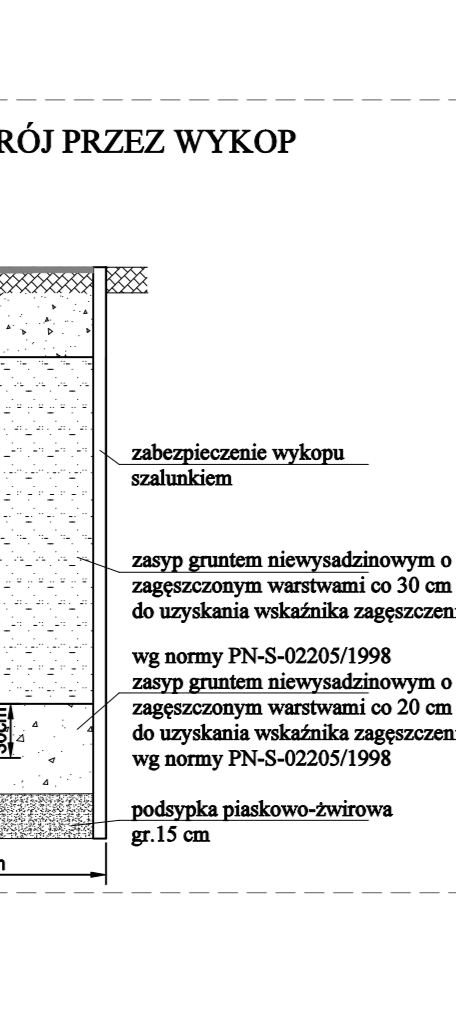 RÓJ PRZEZ WYKOP
zabezpieczenie wykopu
szalunkiem
zasyp gruntem niewysadzinowym o
zagęszczonym warstwami co 30 cm
do uzyskania wskaźnika zagęszczeni
wg normy PN-S-02205/1998
zasyp gruntem niewysadzinowym o
zagęszczonym warstwami co 20 cm
do uzyskania wskaźnika zagęszczeni
wg normy PN-S-02205/1998
podsypka piaskowo-żwirowa
gr.15 cm